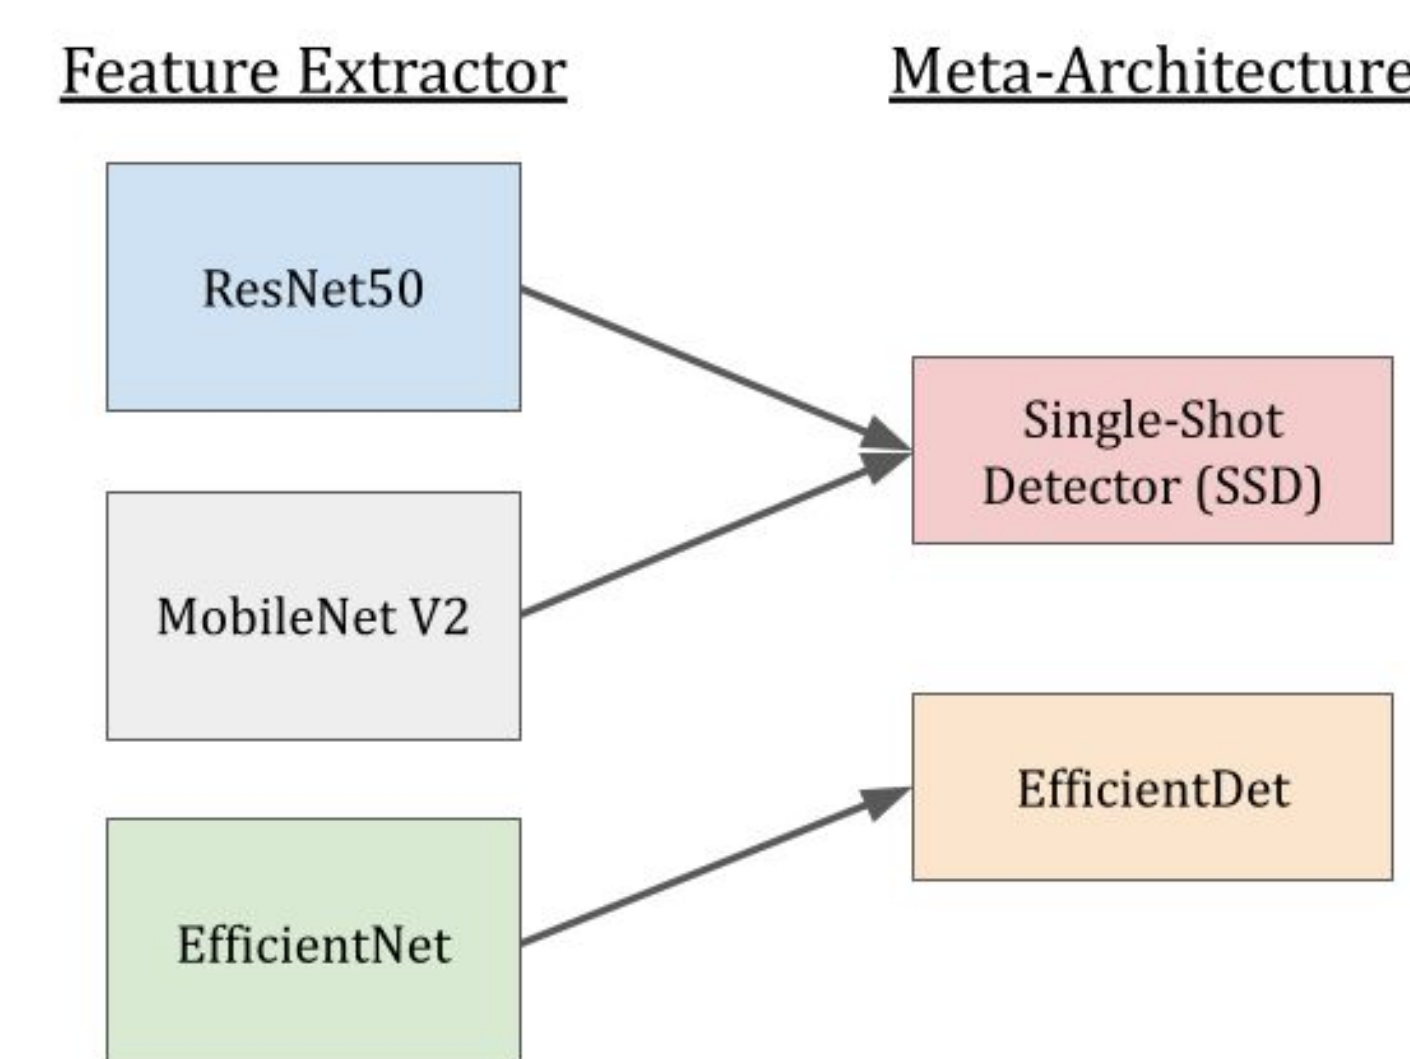 Feature Extractor
Meta-Architecture
ResNet50
Single-Shot
Detector (SSD)
MobileNet V2
EfficientDet
EfficientNet